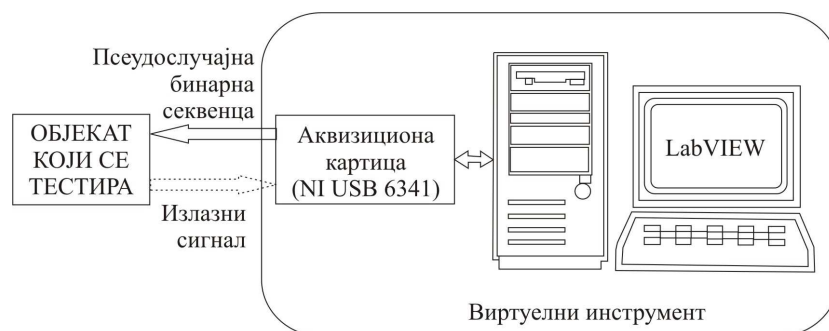 Псеудослучајна
бинарна
секвенца
ОБЈЕКАТ
КОЈИ СЕ
ТЕСТИРА
Излазни
сигнал
Аквизициона
картица
(NI USB 6341)
LabVIEW
Виртуелни инструмент